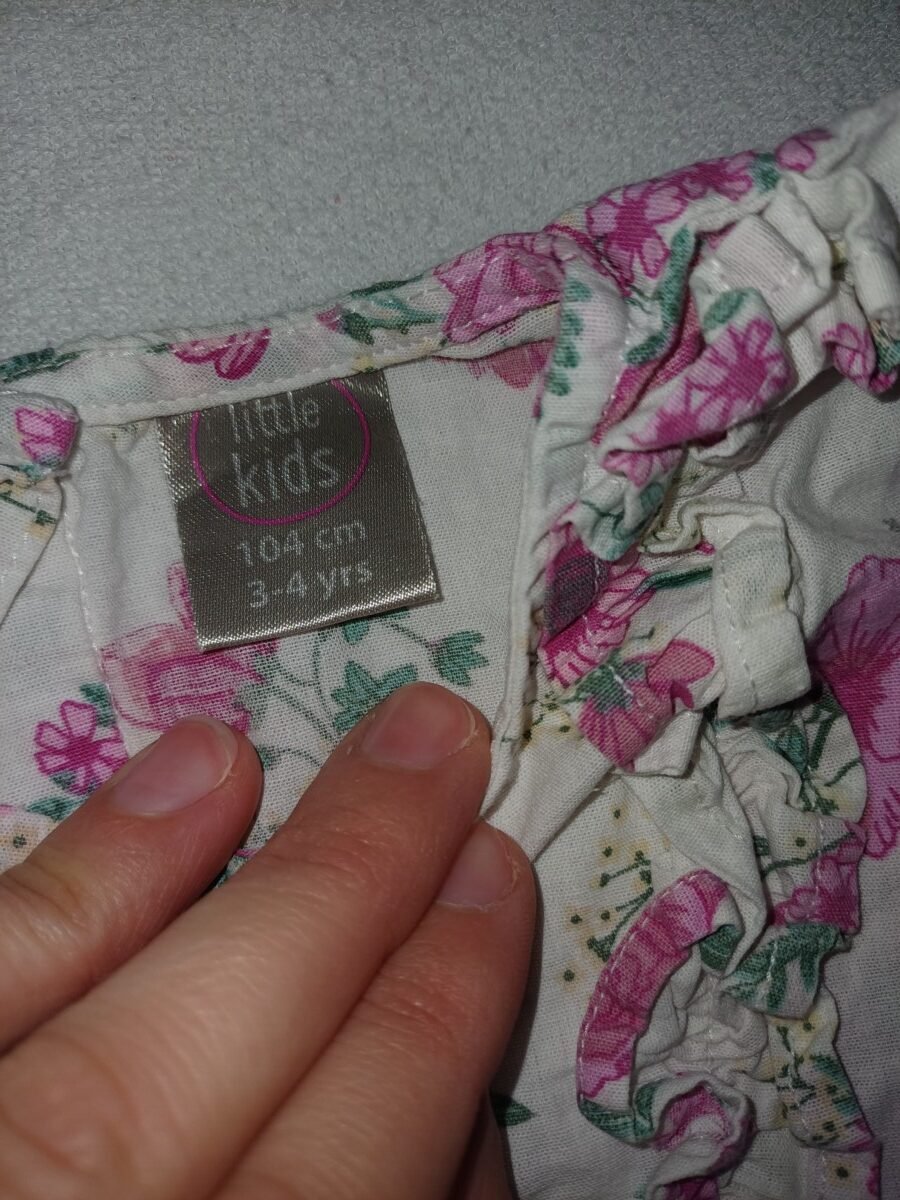 little
kids
104 cm
3-4 yrs